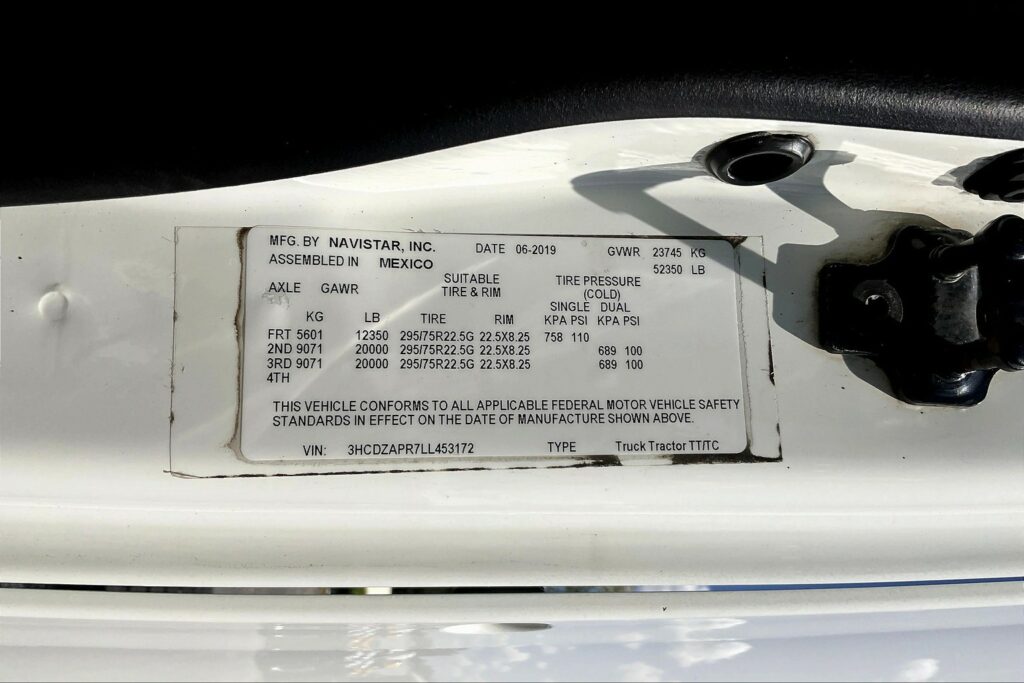 MFG. BY NAVISTAR, INC. DATE 06-2019 GVWR 23745 KG
ASSEMBLED IN MEXICO 52350 LB
AXLE GAWR SUITABLE TIRE & RIM TIRE PRESSURE (COLD)
SINGLE DUAL
KG LB TIRE RIM KPA PSI KPA PSI
FRT 5601 12350 295/75R22.5G 22.5X8.25 758 110
2ND 9071 20000 295/75R22.5G 22.5X8.25 689 100
3RD 9071 20000 295/75R22.5G 22.5X8.25 689 100
4TH
THIS VEHICLE CONFORMS TO ALL APPLICABLE FEDERAL MOTOR VEHICLE SAFETY
STANDARDS IN EFFECT ON THE DATE OF MANUFACTURE SHOWN ABOVE.
VIN: 3HCDZAPR7LL453172 TYPE Truck Tractor TT/TC